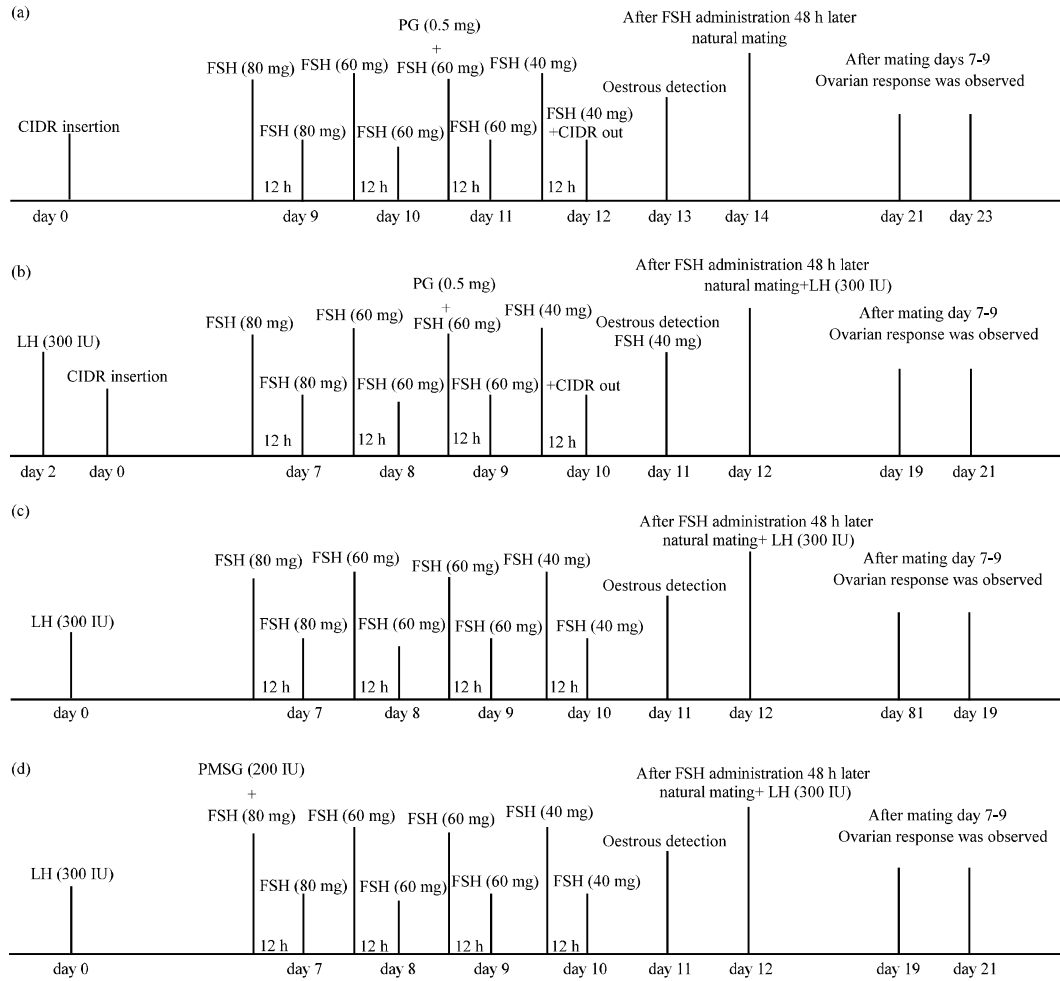 (a)
After FSH administration 48 h later
natural mating
PG (0.5 mg)
+
FSH (80 mg) FSH (60 mg) FSH (60 mg) FSH (40 mg)
After mating days 7-9
Ovarian response was observed
Oestrous detection
CIDR insertion
FSH (80 mg) FSH (60 mg) FSH (60 mg) FSH (40 mg)
+CIDR out
12 h 12 h 12 h 12 h
day 0 day 9 day 10 day 11 day 12 day 13 day 14 day 21 day 23
(b)
After FSH administration 48 h later
natural mating+LH (300 IU)
PG (0.5 mg)
+
FSH (80 mg) FSH (60 mg) FSH (60 mg) FSH (40 mg)
After mating day 7-9
Ovarian response was observed
Oestrous detection
FSH (40 mg)
LH (300 IU)
CIDR insertion
FSH (80 mg) FSH (60 mg) FSH (60 mg) +CIDR out
12 h 12 h 12 h 12 h
day 2 day 0 day 7 day 8 day 9 day 10 day 11 day 12 day 19 day 21
(c)
After FSH administration 48 h later
natural mating+ LH (300 IU)
FSH (80 mg) FSH (60 mg) FSH (60 mg) FSH (40 mg)
After mating day 7-9
Ovarian response was observed
Oestrous detection
LH (300 IU)
FSH (80 mg) FSH (60 mg) FSH (60 mg) FSH (40 mg)
12 h 12 h 12 h 12 h
day 0 day 7 day 8 day 9 day 10 day 11 day 12 day 81 day 19
(d)
PMSG (200 IU)
+
After FSH administration 48 h later
natural mating+ LH (300 IU)
FSH (80 mg) FSH (60 mg) FSH (60 mg) FSH (40 mg)
After mating day 7-9
Ovarian response was observed
Oestrous detection
LH (300 IU)
FSH (80 mg) FSH (60 mg) FSH (60 mg) FSH (40 mg)
12 h 12 h 12 h 12 h
day 0 day 7 day 8 day 9 day 10 day 11 day 12 day 19 day 21